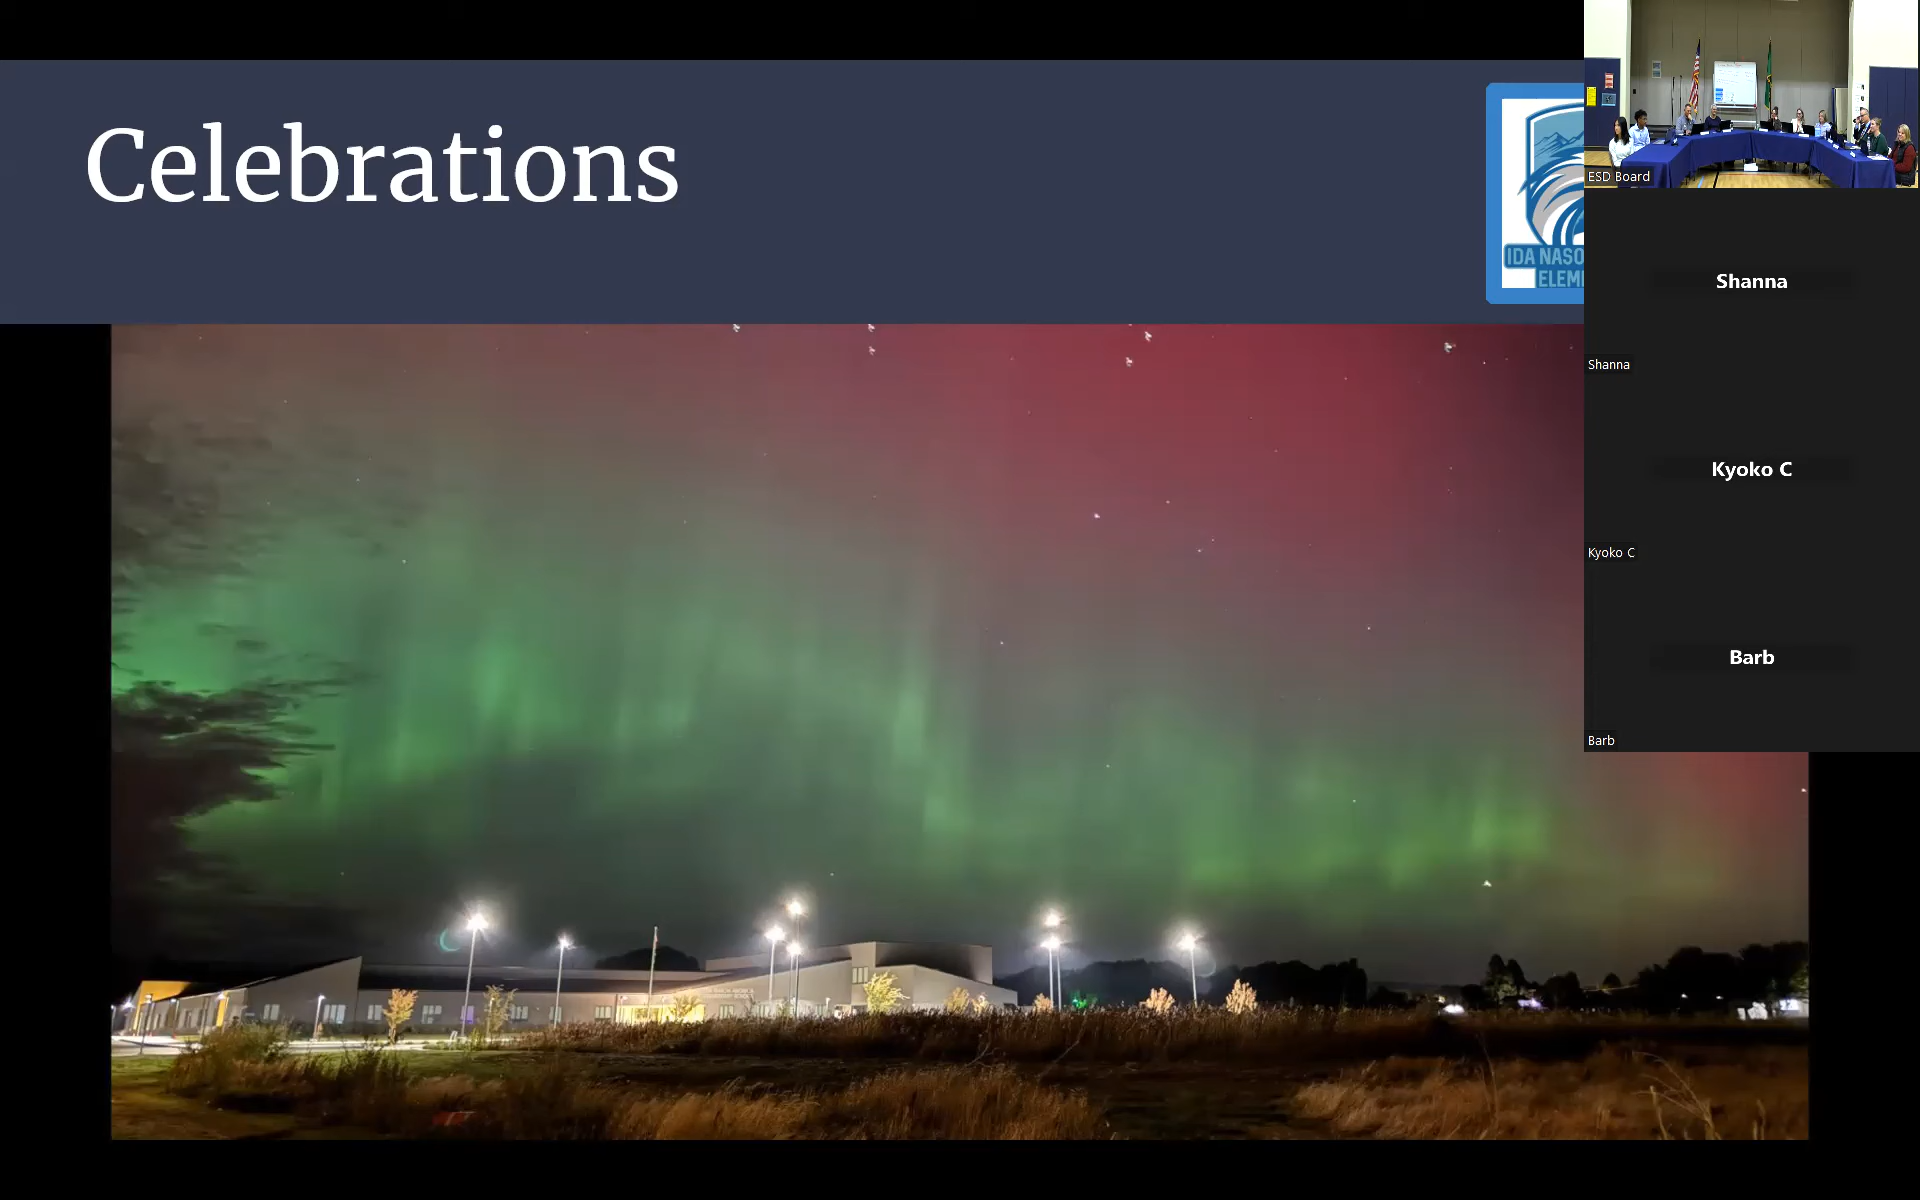 Celebrations
IDA NASO
ELEM
ESD Board
Shanna
Shanna
Kyoko C
Kyoko C
Barb
Barb